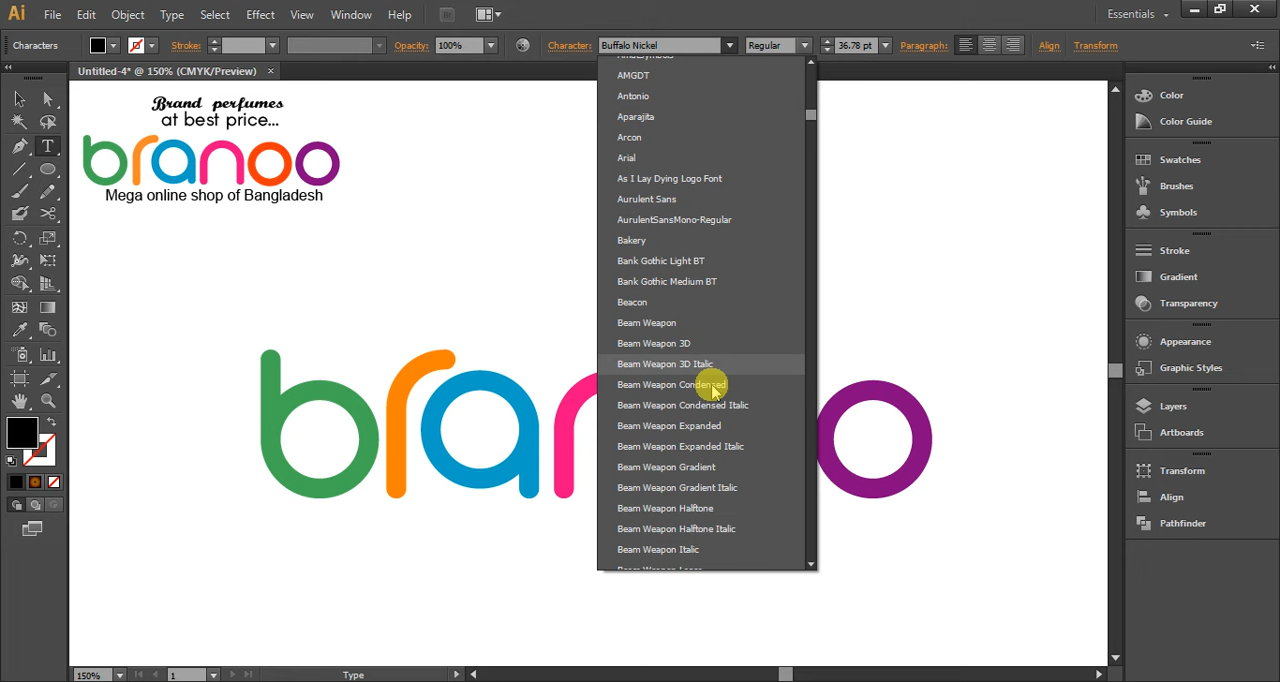 Ai File Edit Object Type Select Effect View Window Help Br Essentials
Characters Stroke: Opacity: 100% Character: Buffalo Nickel Regular 36.78 pt Paragraph: Align Transform
Untitled-4* @ 150% (CMYK/Preview)
Brand perfumes
at best price...
branoo
Mega online shop of Bangladesh
AMGDT
Antonio
Aparajita
Arcon
Arial
As I Lay Dying Logo Font
Aurulent Sans
AurulentSansMono-Regular
Bakery
Bank Gothic Light BT
Bank Gothic Medium BT
Beacon
Beam Weapon
Beam Weapon 3D
Beam Weapon 3D Italic
Beam Weapon Condensed
Beam Weapon Condensed Italic
Beam Weapon Expanded
Beam Weapon Expanded Italic
Beam Weapon Gradient
Beam Weapon Gradient Italic
Beam Weapon Halftone
Beam Weapon Halftone Italic
Beam Weapon Italic
Color
Color Guide
Swatches
Brushes
Symbols
Stroke
Gradient
Transparency
Appearance
Graphic Styles
Layers
Artboards
Transform
Align
Pathfinder
150% 1 Type